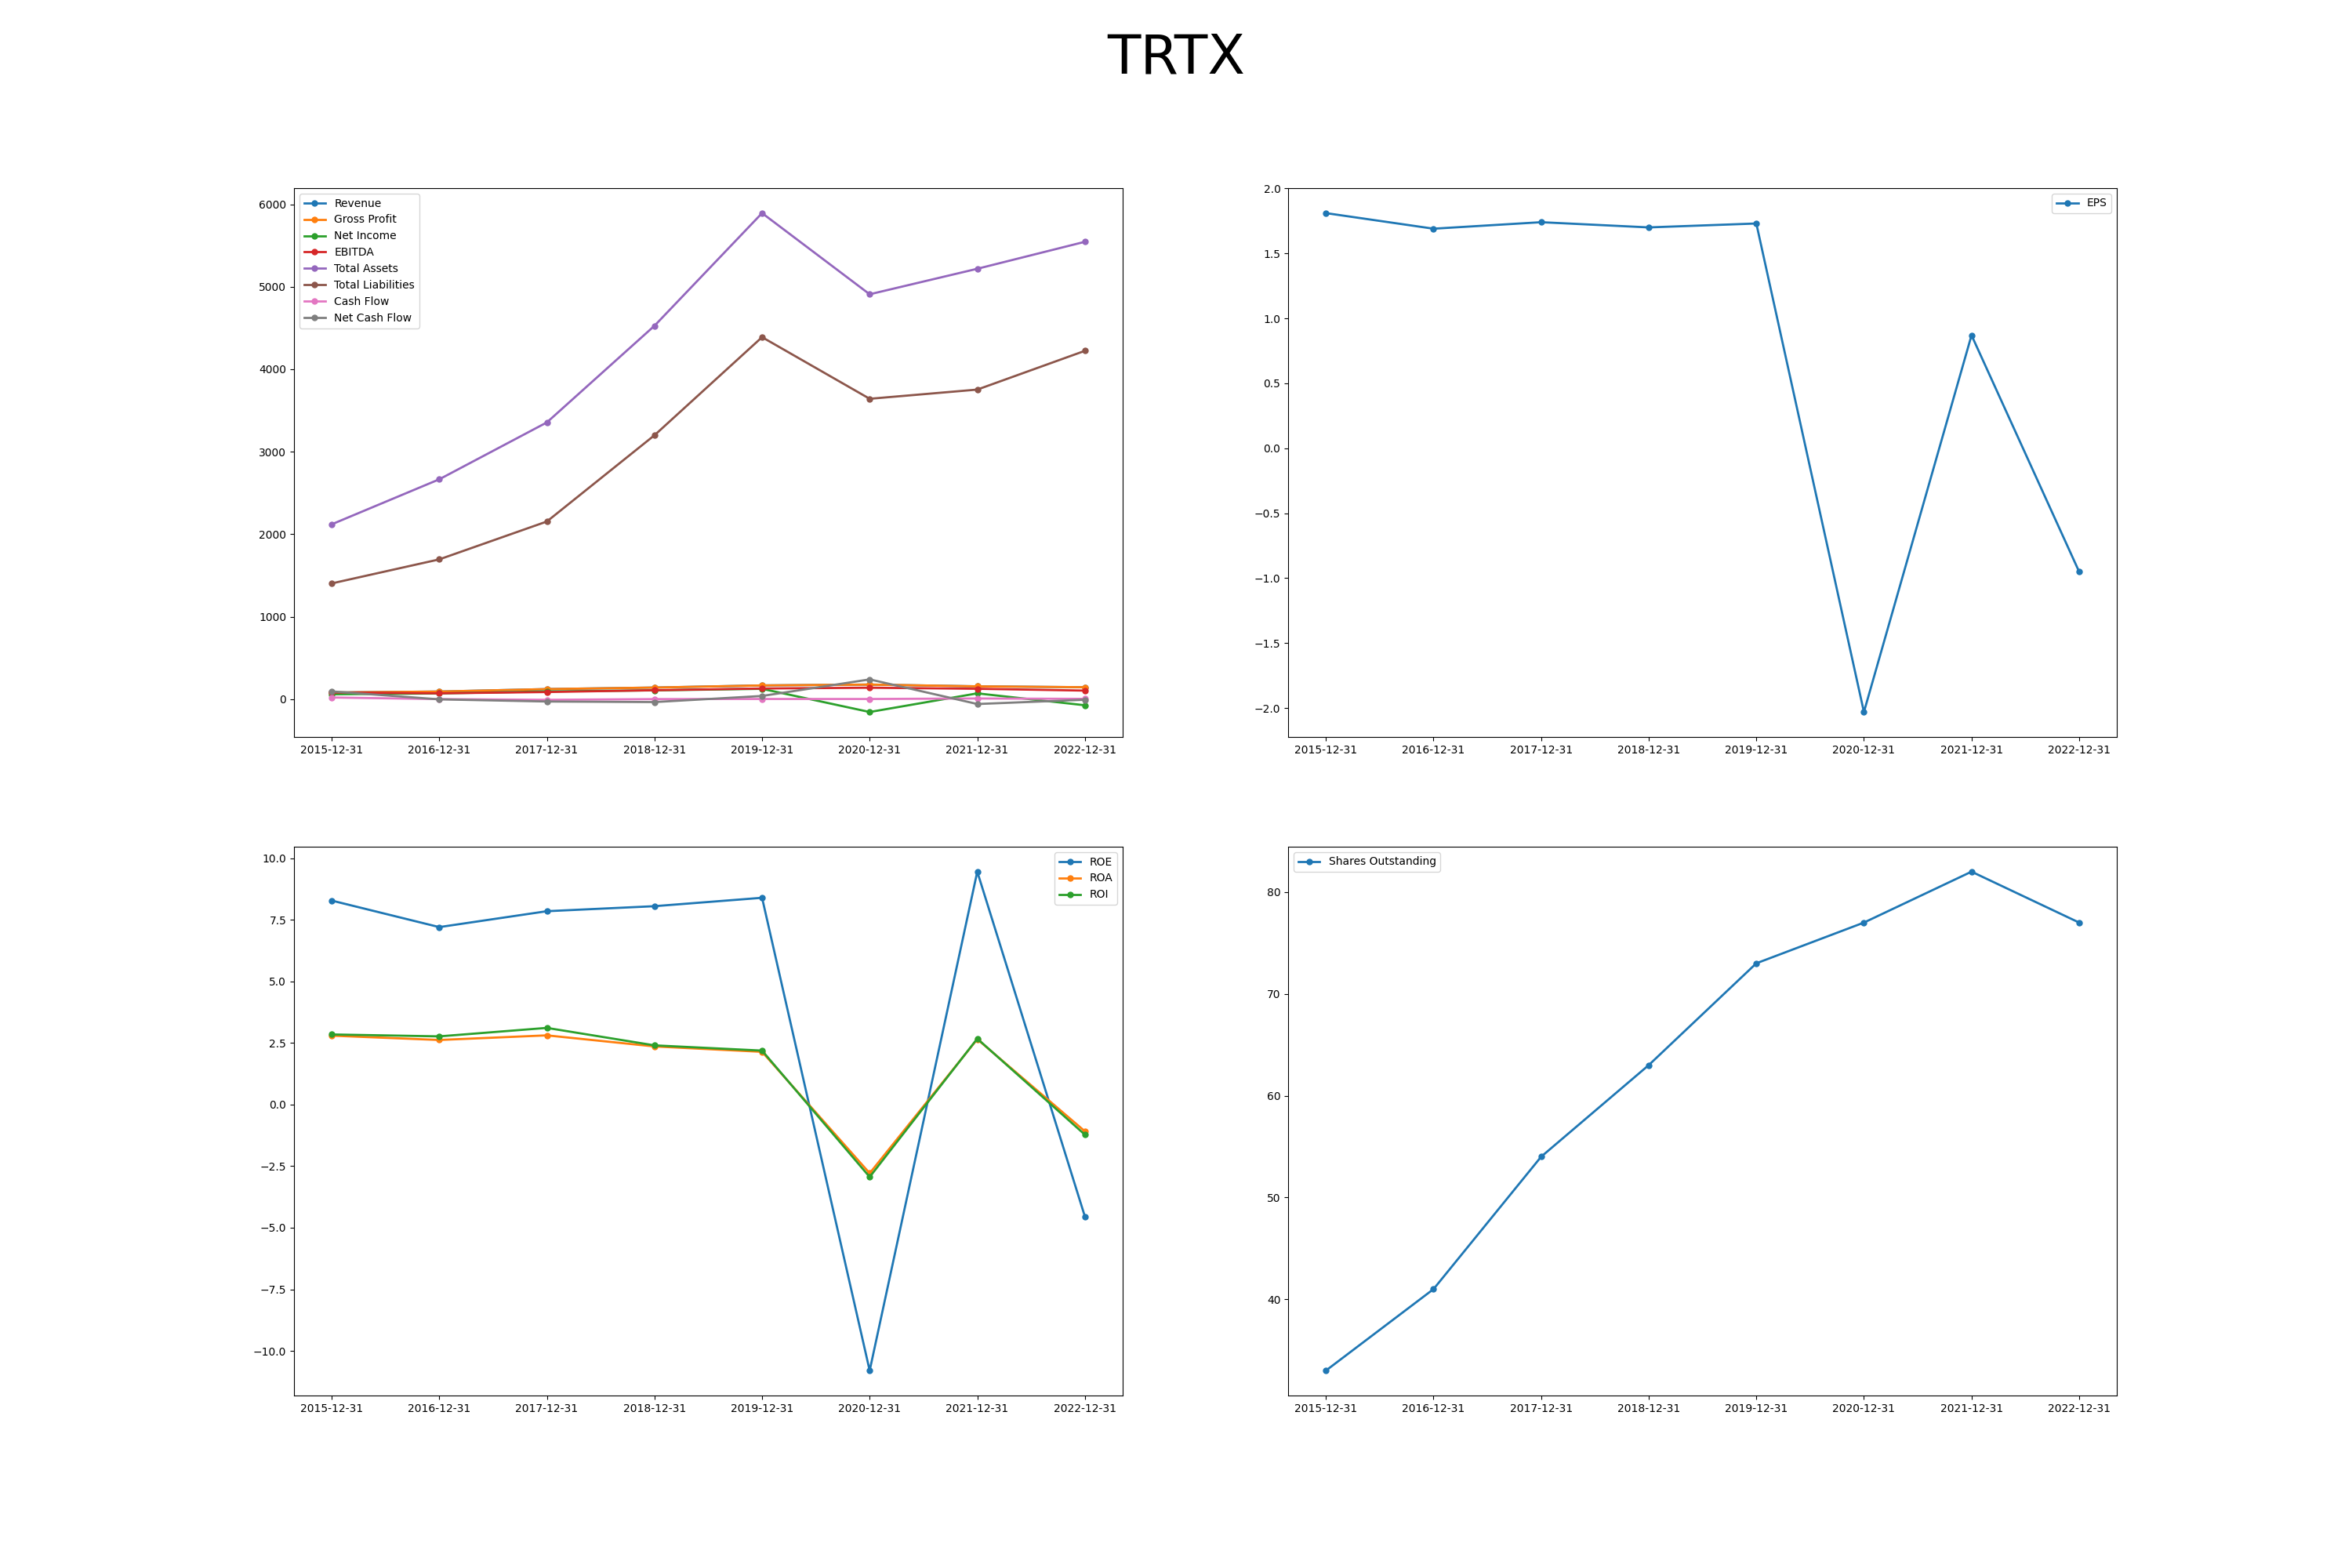 TRTX
6000
5000
4000
3000
2000
1000
0
Revenue
Gross Profit
Net Income
EBITDA
Total Assets
Total Liabilities
Cash Flow
Net Cash Flow
2015-12-31 2016-12-31 2017-12-31 2018-12-31 2019-12-31 2020-12-31 2021-12-31 2022-12-31
2.0
1.5
1.0
0.5
0.0
−0.5
−1.0
−1.5
−2.0
EPS
2015-12-31 2016-12-31 2017-12-31 2018-12-31 2019-12-31 2020-12-31 2021-12-31 2022-12-31
10.0
7.5
5.0
2.5
0.0
−2.5
−5.0
−7.5
−10.0
ROE
ROA
ROI
2015-12-31 2016-12-31 2017-12-31 2018-12-31 2019-12-31 2020-12-31 2021-12-31 2022-12-31
80
70
60
50
40
Shares Outstanding
2015-12-31 2016-12-31 2017-12-31 2018-12-31 2019-12-31 2020-12-31 2021-12-31 2022-12-31